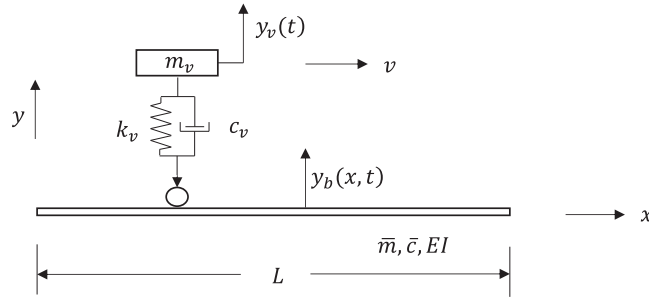 y_v(t)
m_v
v
y
k_v
c_v
y_b(x, t)
x
m̄, c̄, EI
L